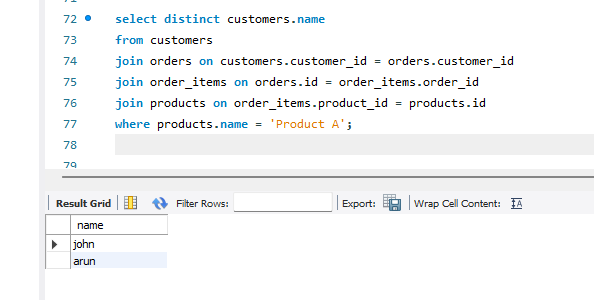 72 select distinct customers.name
73 from customers
74 join orders on customers.customer_id = orders.customer_id
75 join order_items on orders.id = order_items.order_id
76 join products on order_items.product_id = products.id
77 where products.name = 'Product A';
78
79
Result Grid Filter Rows: Export: Wrap Cell Content: IA
name
john
arun